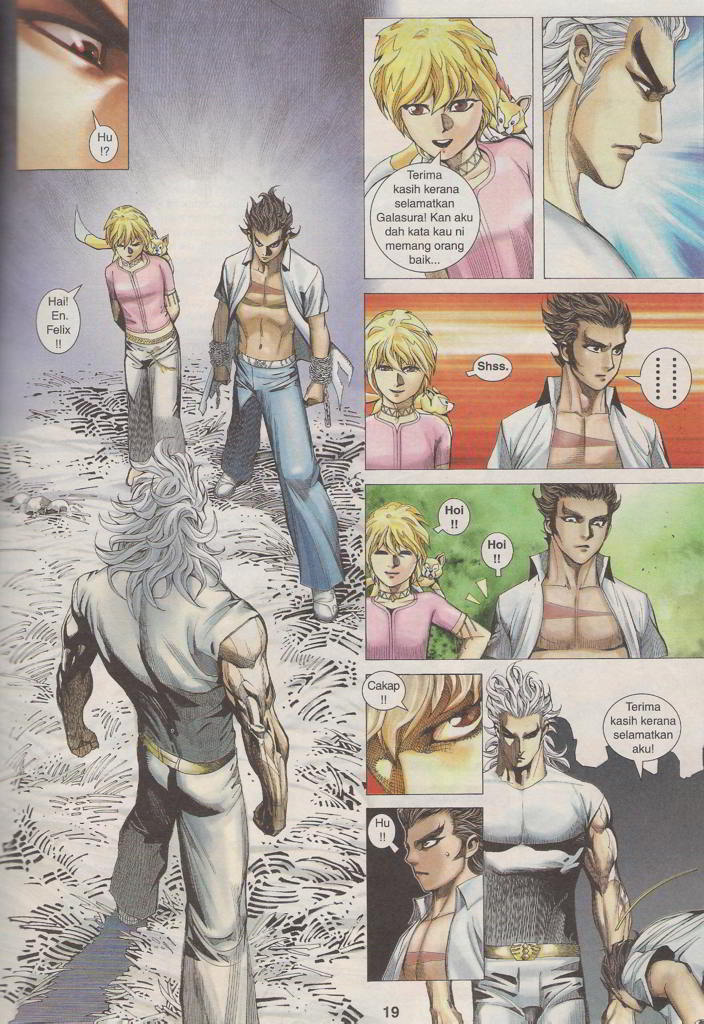 Hu
!?
Hai!
En.
Felix
!!
Terima
kasih kerana
selamatkan
Galasura! Kan aku
dah kata kau ni
memang orang
baik...
Shss.
Hoi
!!
Hoi
!!
Cakap
!!
Hu
!!
Terima
kasih kerana
selamatkan
aku!
19